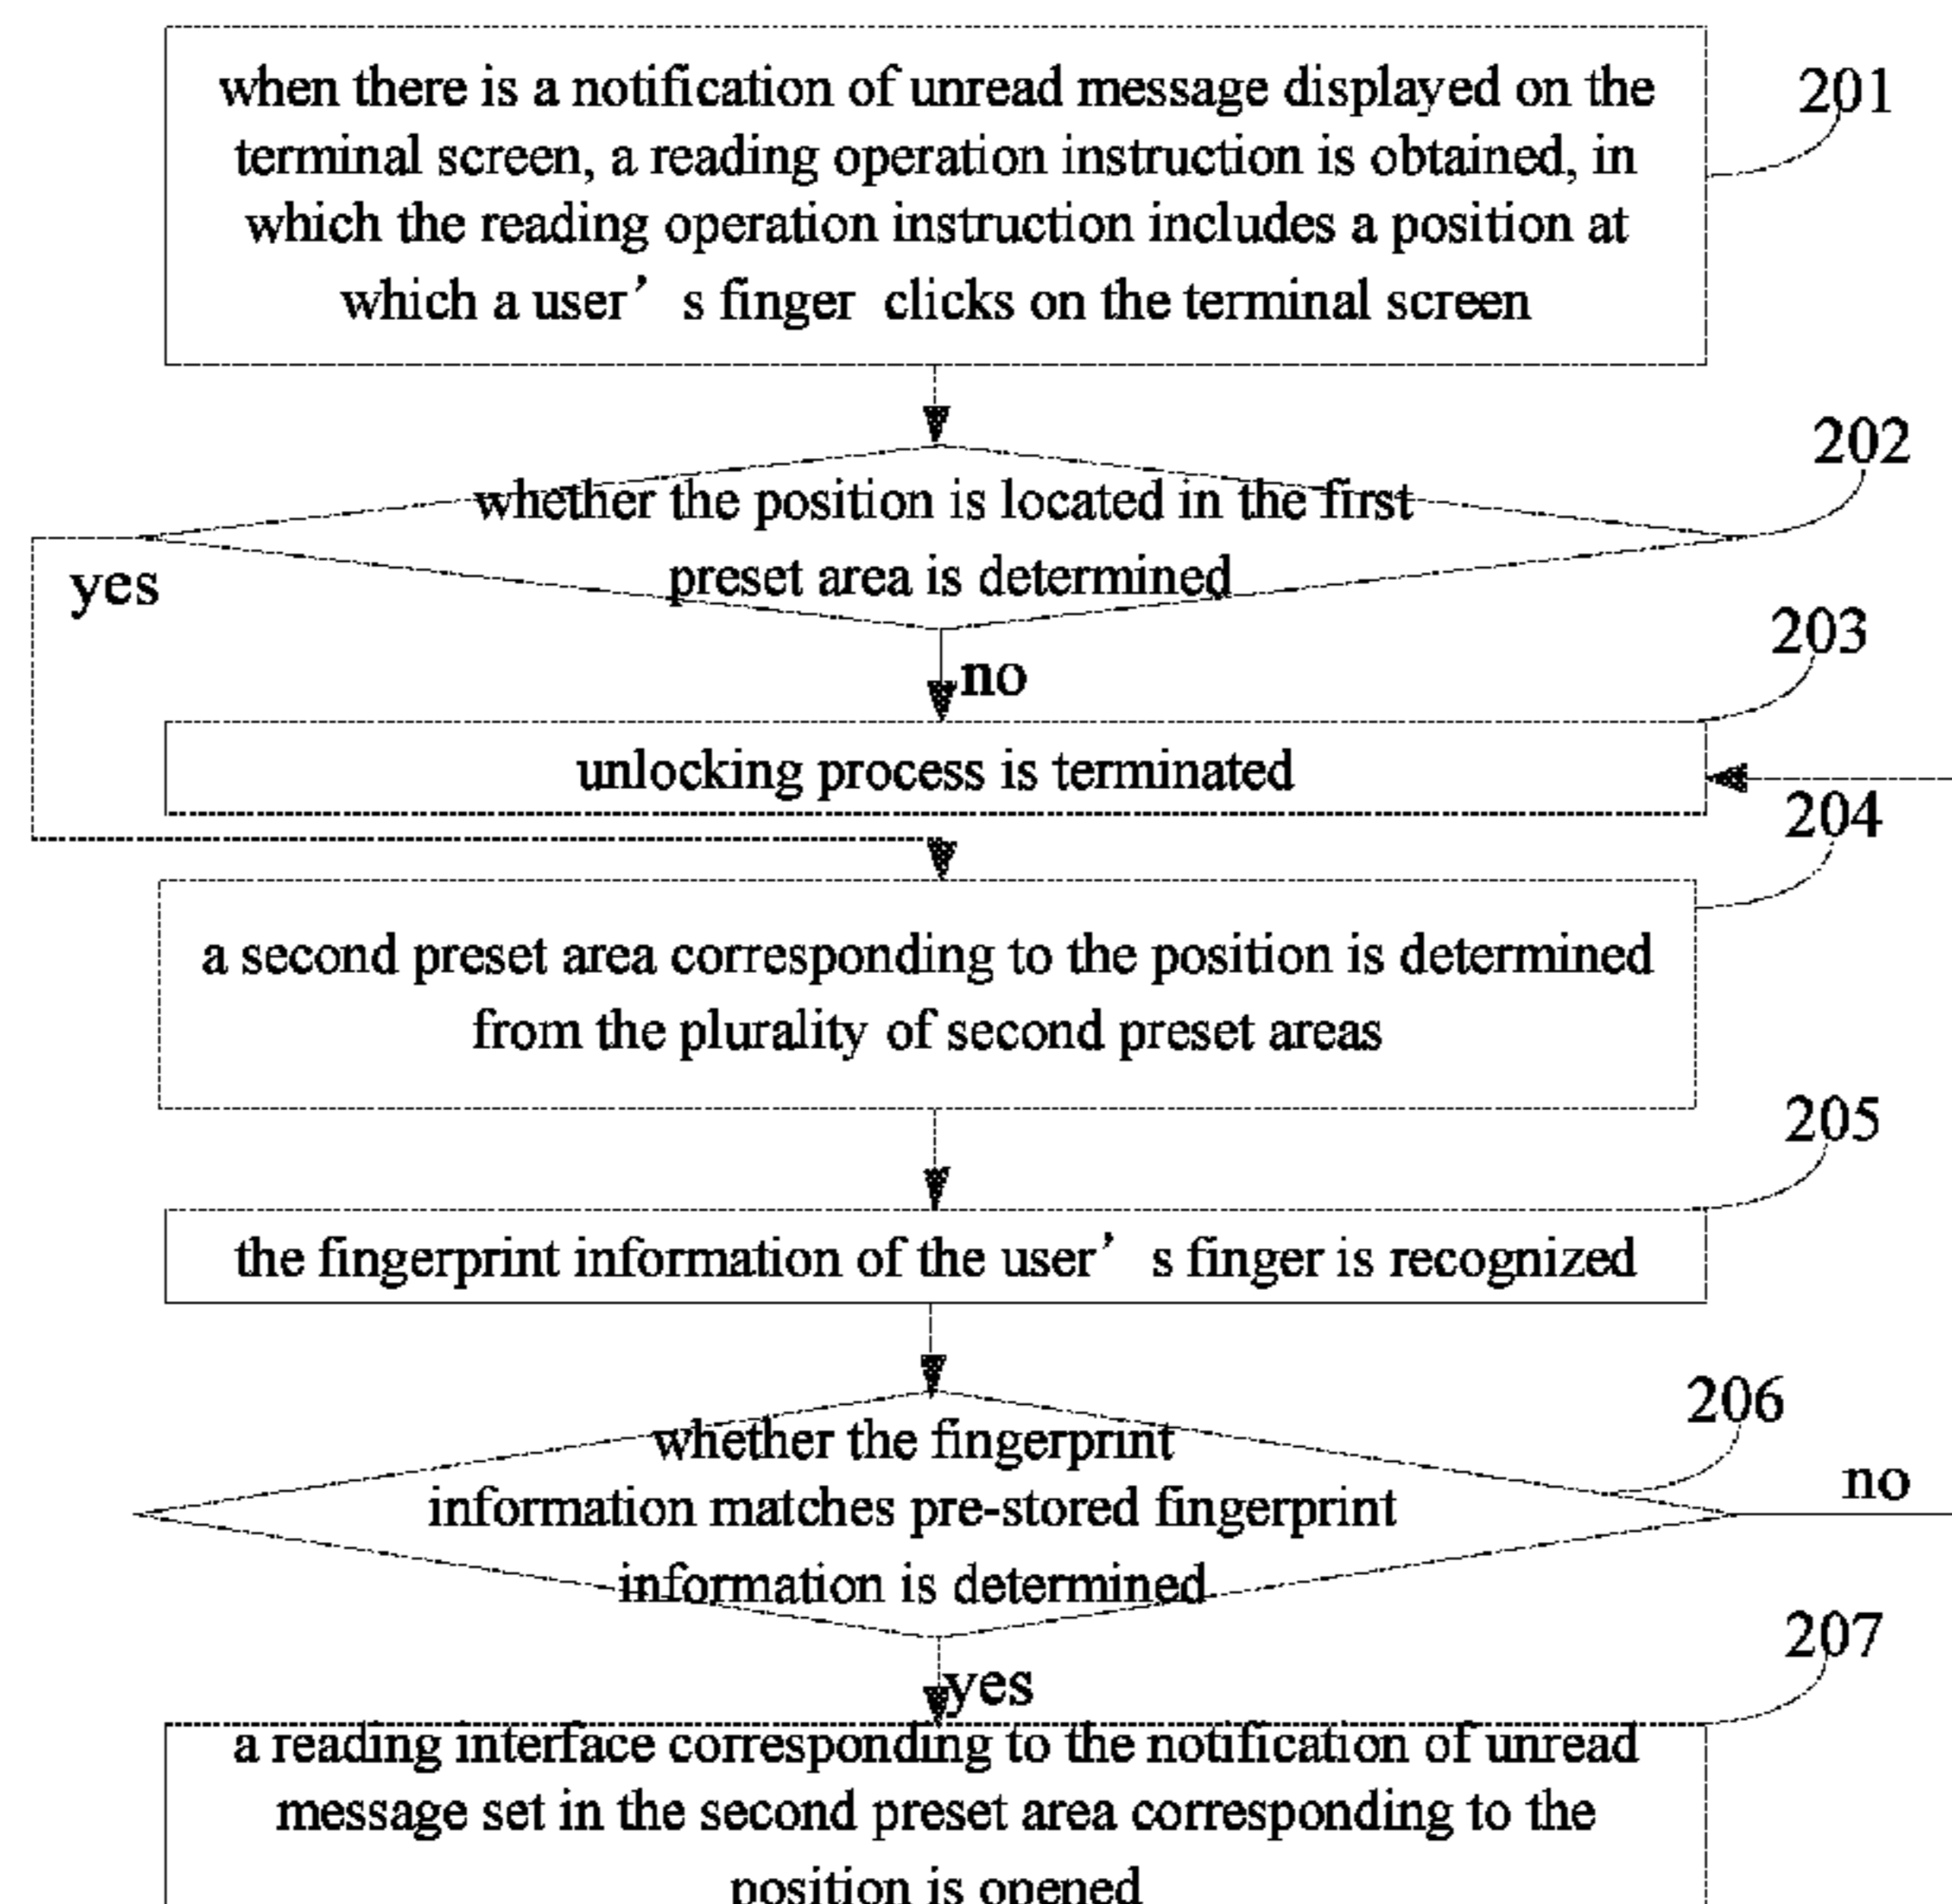 when there is a notification of unread message displayed on the
201
terminal screen, a reading operation instruction is obtained, in
which the reading operation instruction includes a position at
which a user’s finger clicks on the terminal screen
202
whether the position is located in the first
preset area is determined
yes
no
203
unlocking process is terminated
204
a second preset area corresponding to the position is determined
from the plurality of second preset areas
205
the fingerprint information of the user’s finger is recognized
206
whether the fingerprint
information matches pre-stored fingerprint
information is determined
no
yes
207
a reading interface corresponding to the notification of unread
message set in the second preset area corresponding to the
position is opened